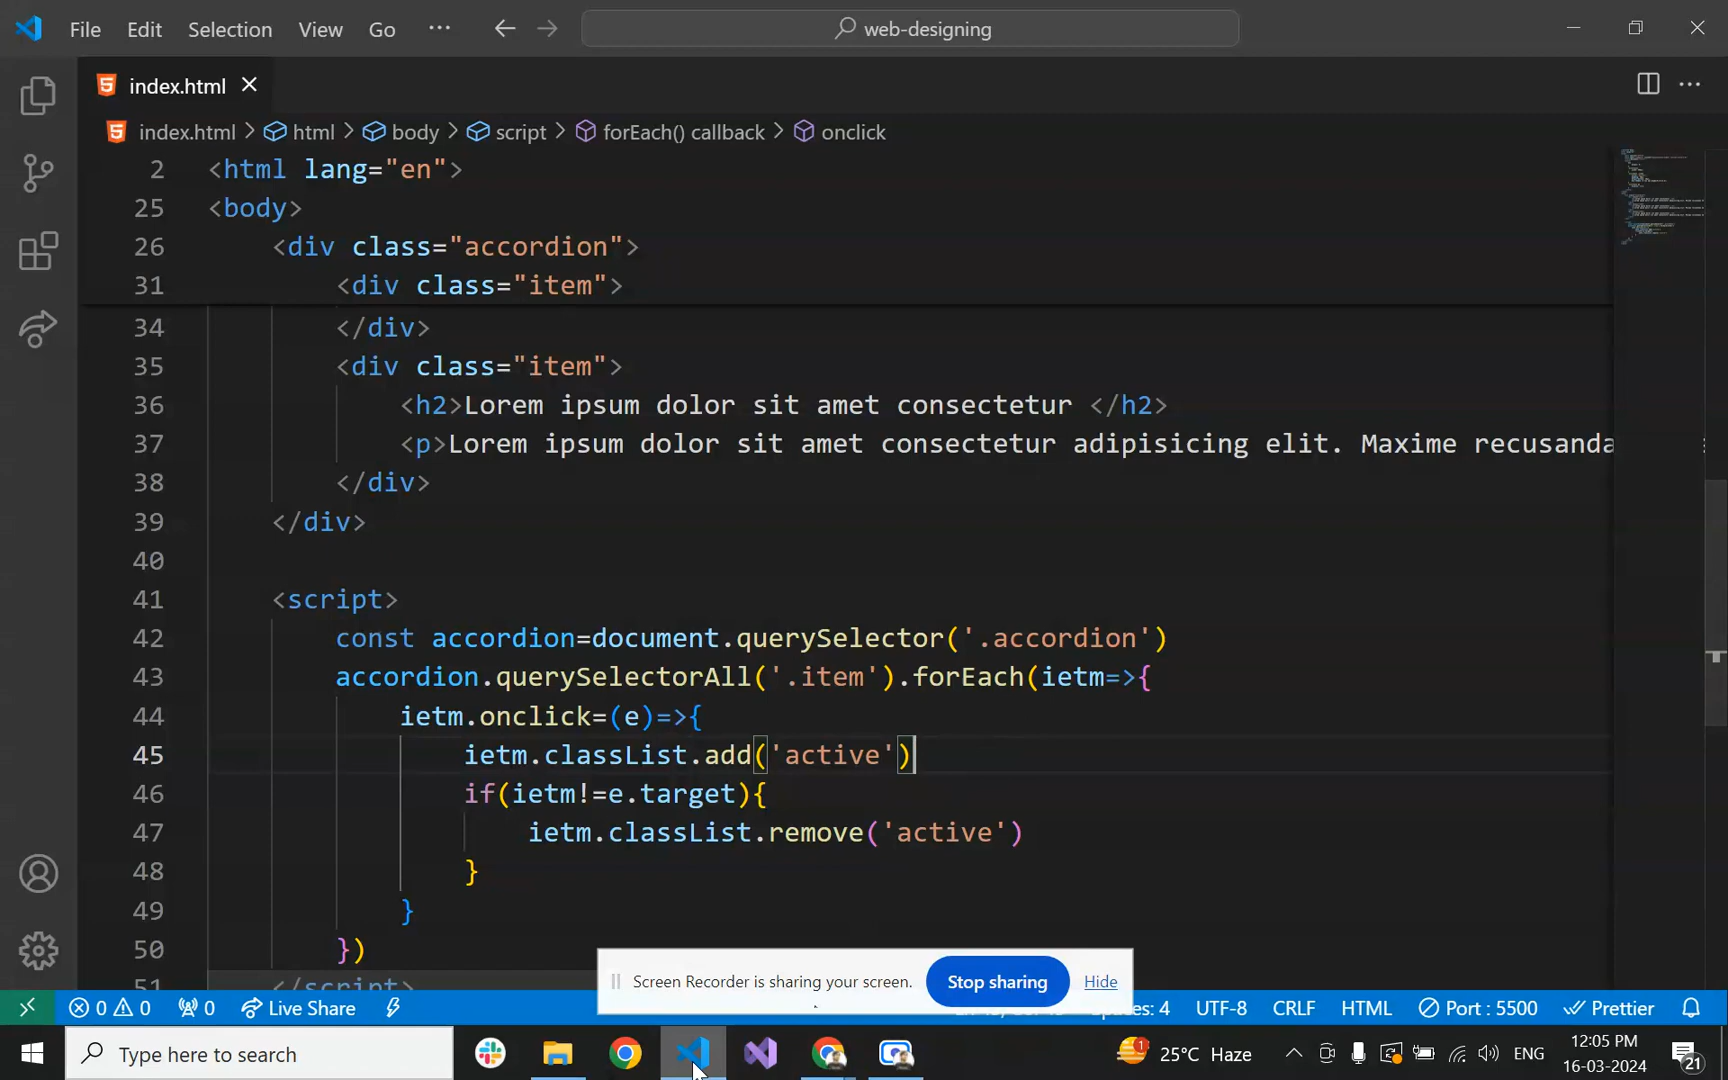 File Edit Selection View Go ··· web-designing
index.html
index.html > html > body > script > forEach() callback > onclick
2 <html lang="en">
25 <body>
26 <div class="accordion">
31 <div class="item">
34 </div>
35 <div class="item">
36 <h2>Lorem ipsum dolor sit amet consectetur </h2>
37 <p>Lorem ipsum dolor sit amet consectetur adipisicing elit. Maxime recusanda
38 </div>
39 </div>
40
41 <script>
42 const accordion=document.querySelector('.accordion')
43 accordion.querySelectorAll('.item').forEach(ietm=>{
44 ietm.onclick=(e)=>{
45 ietm.classList.add('active')
46 if(ietm!=e.target){
47 ietm.classList.remove('active')
48 }
49 }
50 })
51 </script>
Screen Recorder is sharing your screen. Stop sharing Hide
0 0 0 Live Share Spaces: 4 UTF-8 CRLF HTML Port : 5500 Prettier
Type here to search 1 25°C Haze ENG 12:05 PM
16-03-2024 21